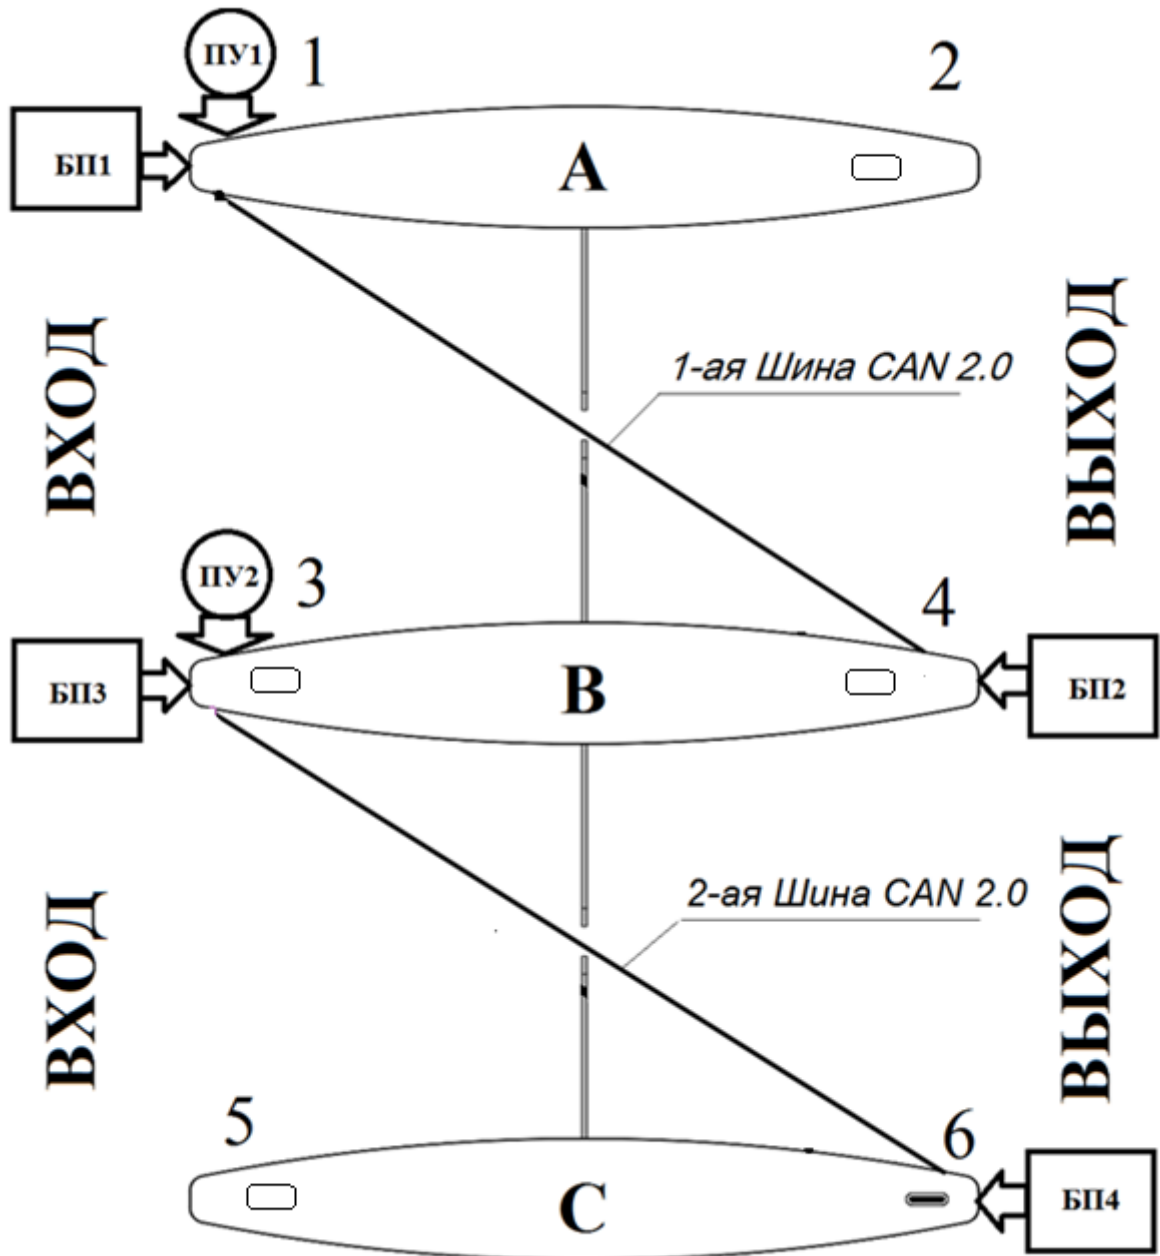 ПУ1
1
2
БП1
А
ВХОД
ВЫХОД
1-ая Шина CAN 2.0
ПУ2
3
4
БП3
В
БП2
ВХОД
ВЫХОД
2-ая Шина CAN 2.0
5
6
С
БП4